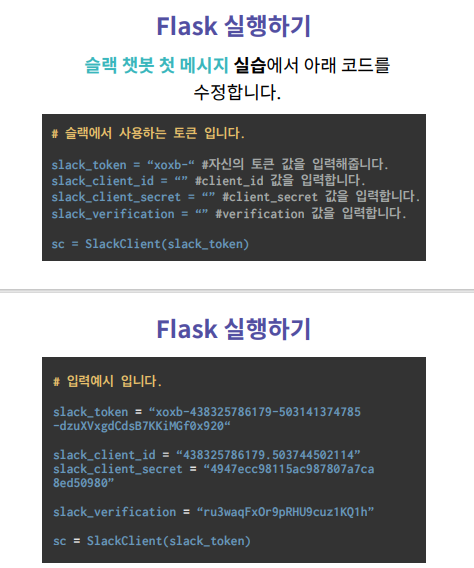 Flask 실행하기
슬랙 챗봇 첫 메시지 실습에서 아래 코드를
수정합니다.
# 슬랙에서 사용하는 토큰 입니다.
slack_token = “xoxb-“ #자신의 토큰 값을 입력해줍니다.
slack_client_id = “” #client_id 값을 입력합니다.
slack_client_secret = “” #client_secret 값을 입력합니다.
slack_verification = “” #verification 값을 입력합니다.
sc = SlackClient(slack_token)
Flask 실행하기
# 입력예시 입니다.
slack_token = “xoxb-438325786179-503141374785
-dzuXVxgdCdsB7KKiMGf0x920“
slack_client_id = “438325786179.503744502114”
slack_client_secret = “4947ecc98115ac987807a7ca
8ed50980”
slack_verification = “ru3waqFxOr9pRHU9cuz1KQ1h”
sc = SlackClient(slack_token)